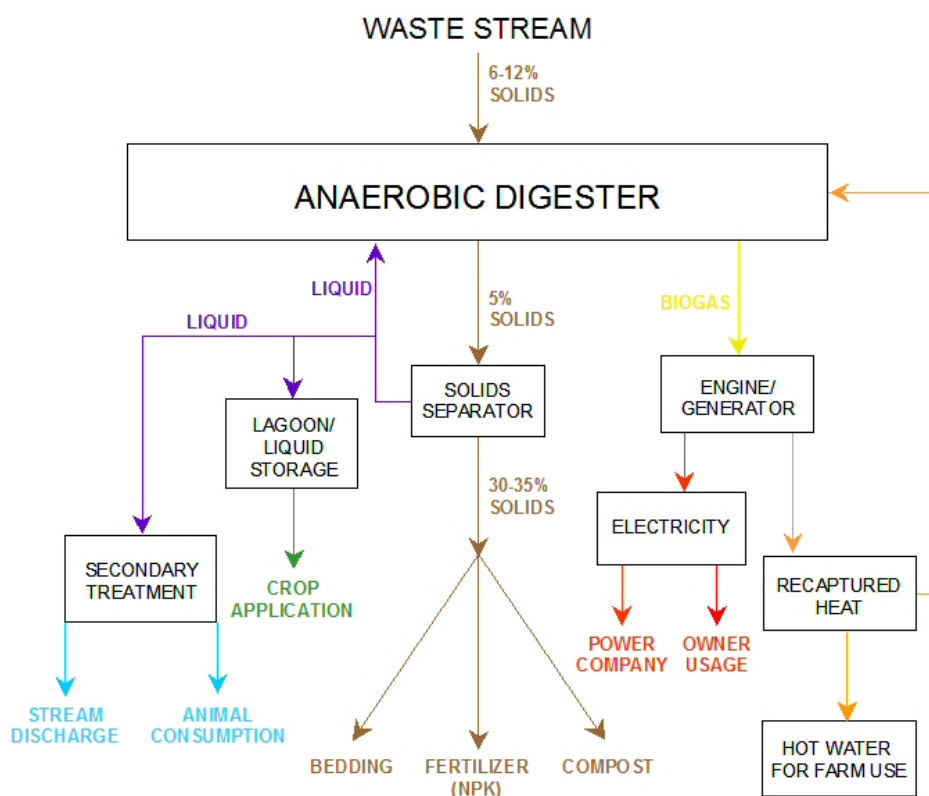 WASTE STREAM
6-12%
SOLIDS
ANAEROBIC DIGESTER
LIQUID
LIQUID
5%
SOLIDS
BIOGAS
SOLIDS
SEPARATOR
ENGINE/
GENERATOR
LAGOON/
LIQUID
STORAGE
30-35%
SOLIDS
ELECTRICITY
SECONDARY
TREATMENT
CROP
APPLICATION
RECAPTURED
HEAT
POWER
COMPANY
OWNER
USAGE
STREAM
DISCHARGE
ANIMAL
CONSUMPTION
BEDDING
FERTILIZER
(NPK)
COMPOST
HOT WATER
FOR FARM USE